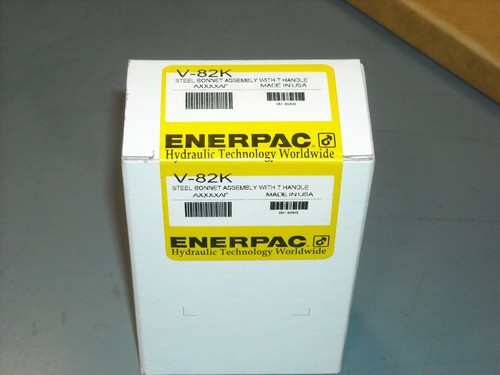 V-82K
STEEL BONNET ASSEMBLY WITH T HANDLE
AXXXXAF MADE IN USA
ENERPAC
Hydraulic Technology Worldwide
V-82K
STEEL BONNET ASSEMBLY WITH T HANDLE
AXXXXAF MADE IN USA
ENERPAC
Hydraulic Technology Worldwide